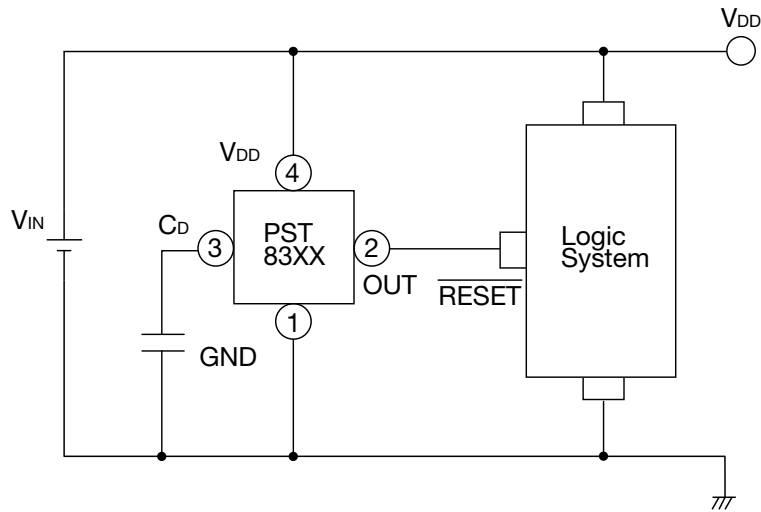 VDD
VDD
4
VIN
CD
3
PST
83XX
2
OUT
RESET
Logic
System
1
GND